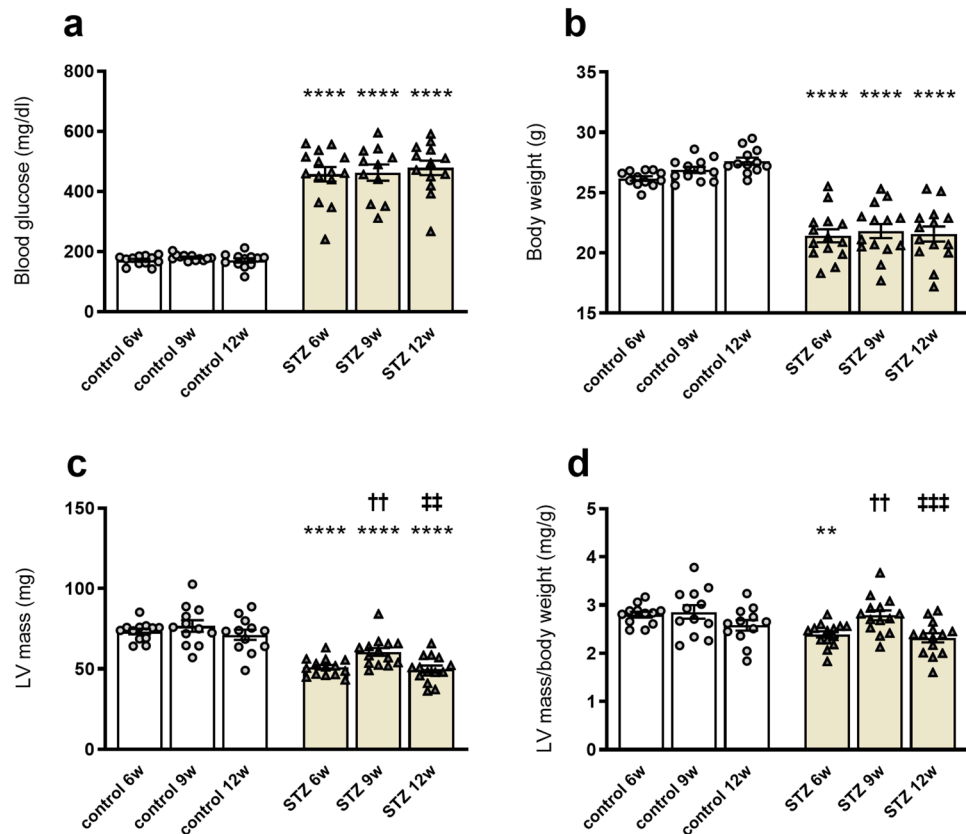 a
Blood glucose (mg/dl)
800
600
400
200
0
**** **** ****
control 6w
control 9w
control 12w
STZ 6w
STZ 9w
STZ 12w
b
Body weight (g)
35
30
25
20
15
**** **** ****
control 6w
control 9w
control 12w
STZ 6w
STZ 9w
STZ 12w
c
LV mass (mg)
150
100
50
0
†† ‡‡
**** **** ****
control 6w
control 9w
control 12w
STZ 6w
STZ 9w
STZ 12w
d
LV mass/body weight (mg/g)
5
4
3
2
1
0
†† ‡‡‡
**
control 6w
control 9w
control 12w
STZ 6w
STZ 9w
STZ 12w